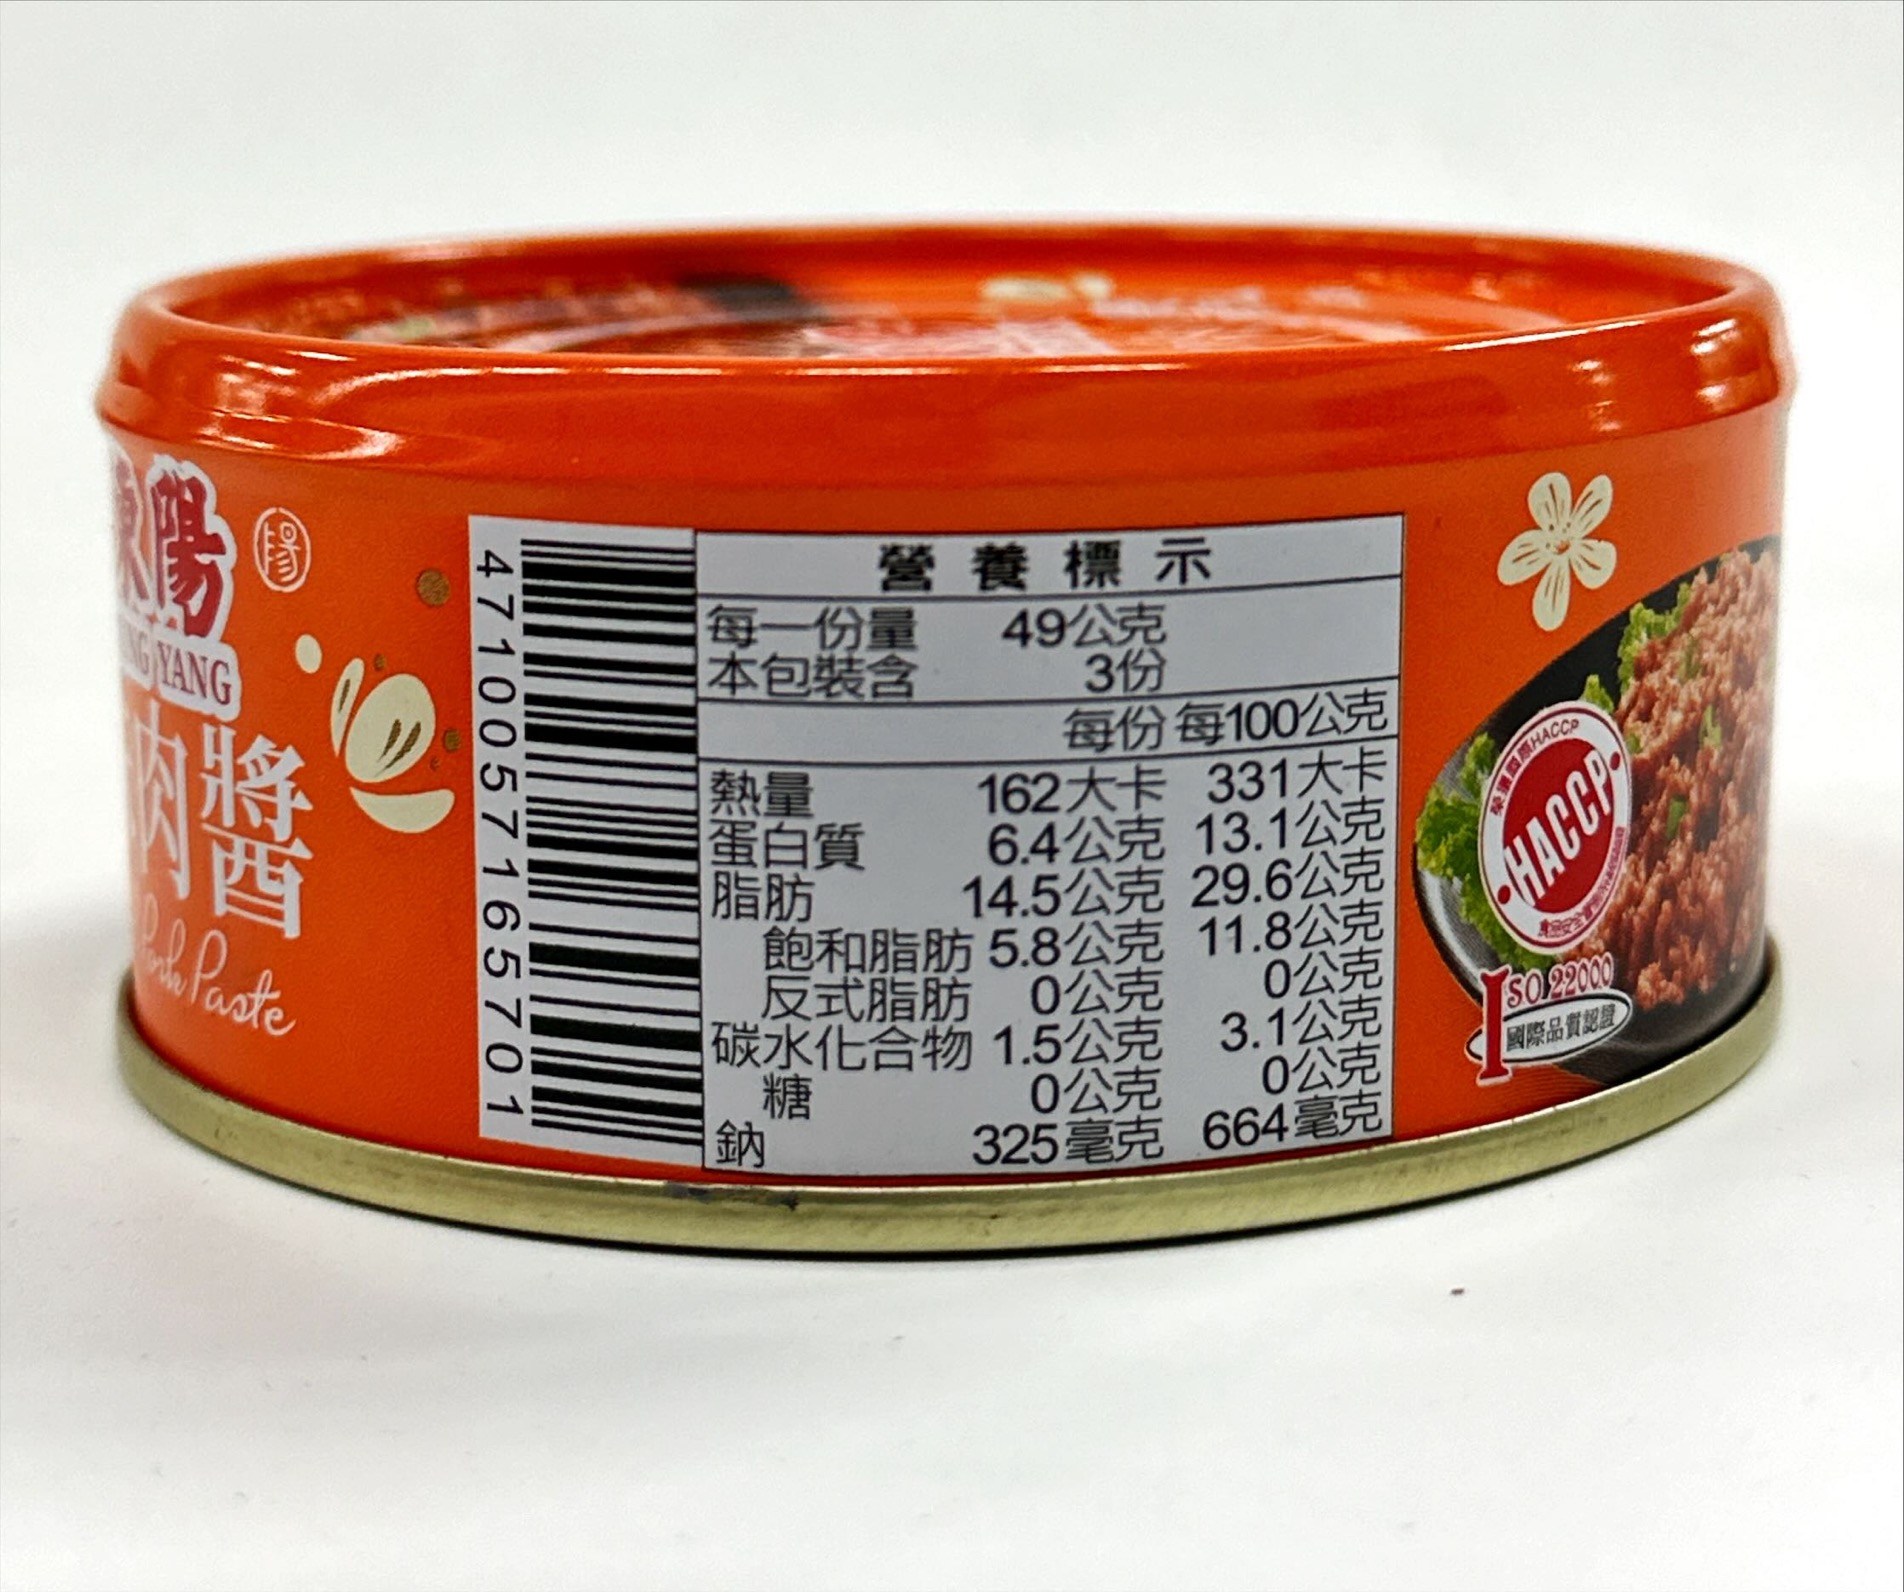 陽
YANG
肉醬
Pork Paste
4710057165701
營養標示
每一份量 49公克
本包裝含 3份
每份 每100公克
熱量 162大卡 331大卡
蛋白質 6.4公克 13.1公克
脂肪 14.5公克 29.6公克
飽和脂肪 5.8公克 11.8公克
反式脂肪 0公克 0公克
碳水化合物 1.5公克 3.1公克
糖 0公克 0公克
鈉 325毫克 664毫克
HACCP
HACCP
ISO 22000
國際品質認證